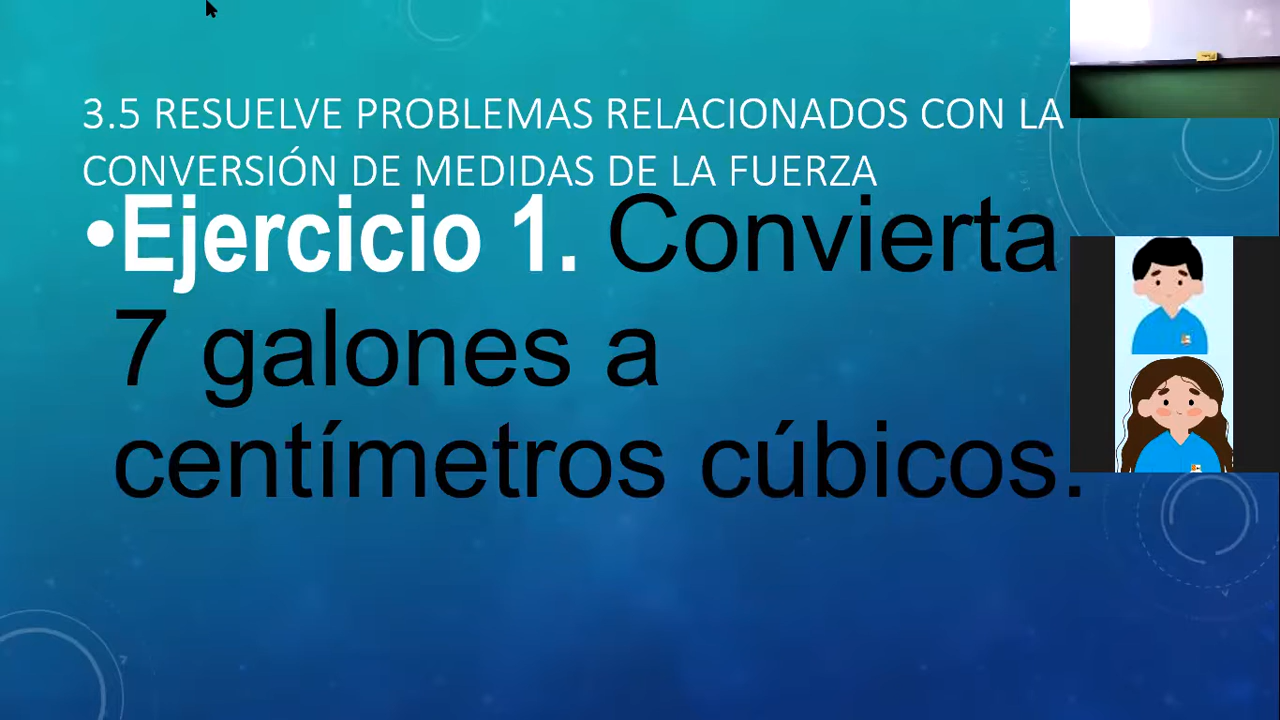 3.5 RESUELVE PROBLEMAS RELACIONADOS CON LA
CONVERSIÓN DE MEDIDAS DE LA FUERZA
•Ejercicio 1. Convierta
7 galones a
centímetros cúbicos.